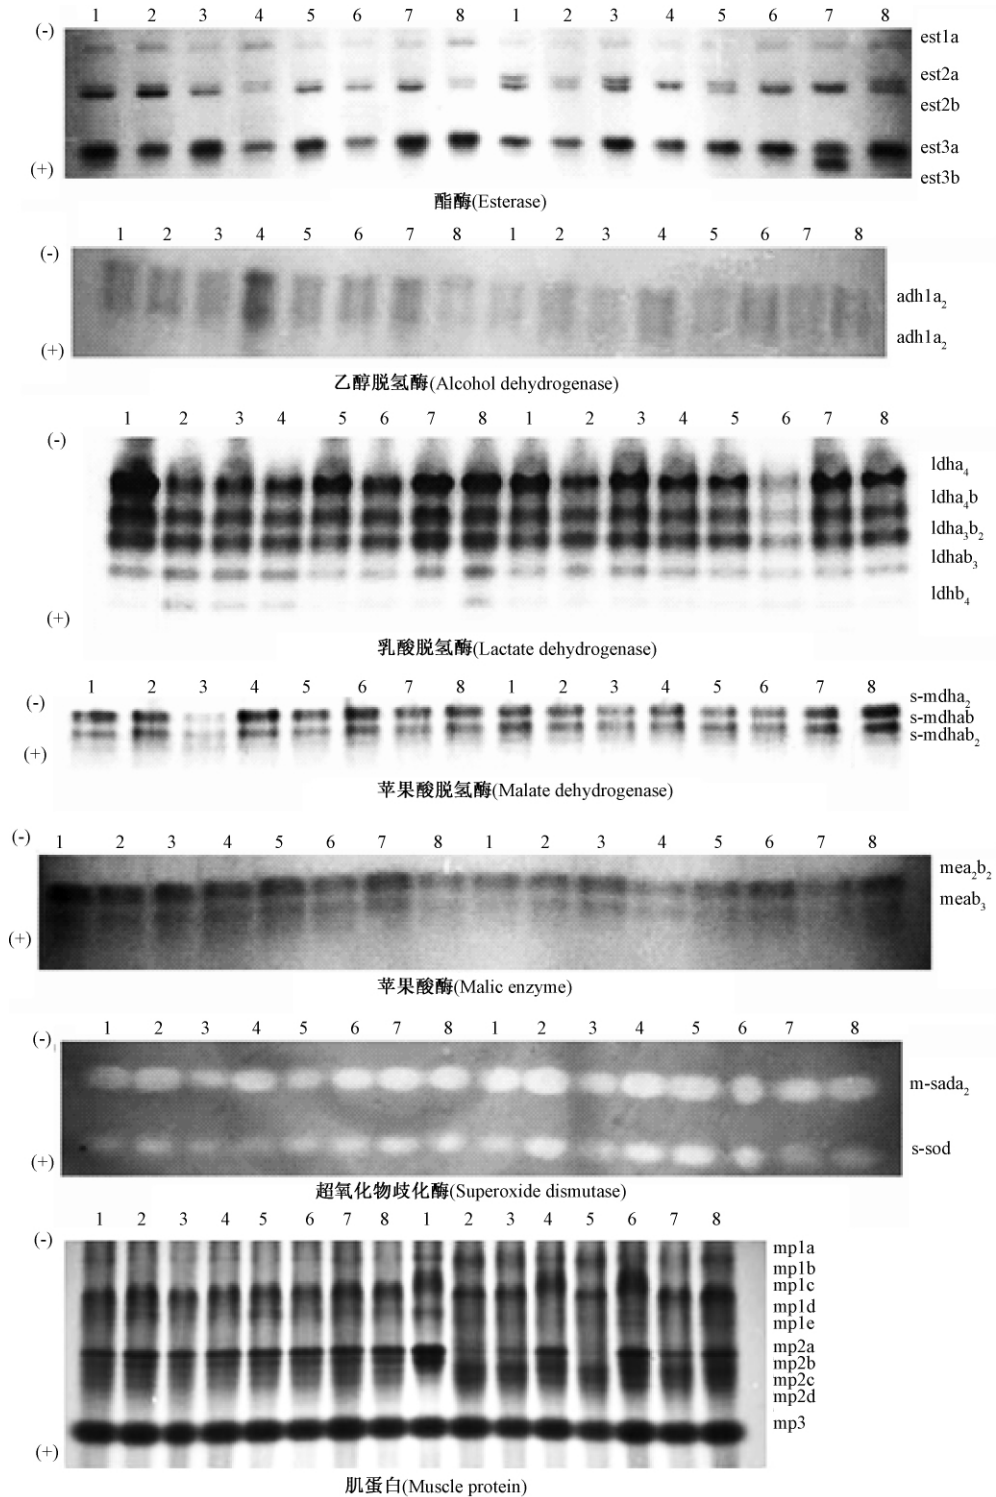 1 2 3 4 5 6 7 8 1 2 3 4 5 6 7 8
(-)
est1a
est2a
est2b
est3a
(+)
est3b
酯酶(Esterase)
1 2 3 4 5 6 7 8 1 2 3 4 5 6 7 8
(-)
adh1a₂
adh1a₂
(+)
乙醇脱氢酶(Alcohol dehydrogenase)
1 2 3 4 5 6 7 8 1 2 3 4 5 6 7 8
(-)
ldha₄
ldha₄b
ldha₃b₂
ldhab₃
ldhb₄
(+)
乳酸脱氢酶(Lactate dehydrogenase)
1 2 3 4 5 6 7 8 1 2 3 4 5 6 7 8
(-)
s-mdha₂
s-mdhab
s-mdhab₂
(+)
苹果酸脱氢酶(Malate dehydrogenase)
(-)
1 2 3 4 5 6 7 8 1 2 3 4 5 6 7 8
mea₂b₂
meab₃
(+)
苹果酸酶(Malic enzyme)
1 2 3 4 5 6 7 8 1 2 3 4 5 6 7 8
(-)
m-sada₂
s-sod
(+)
超氧化物歧化酶(Superoxide dismutase)
1 2 3 4 5 6 7 8 1 2 3 4 5 6 7 8
(-)
mp1a
mp1b
mp1c
mp1d
mp1e
mp2a
mp2b
mp2c
mp2d
mp3
(+)
肌蛋白(Muscle protein)